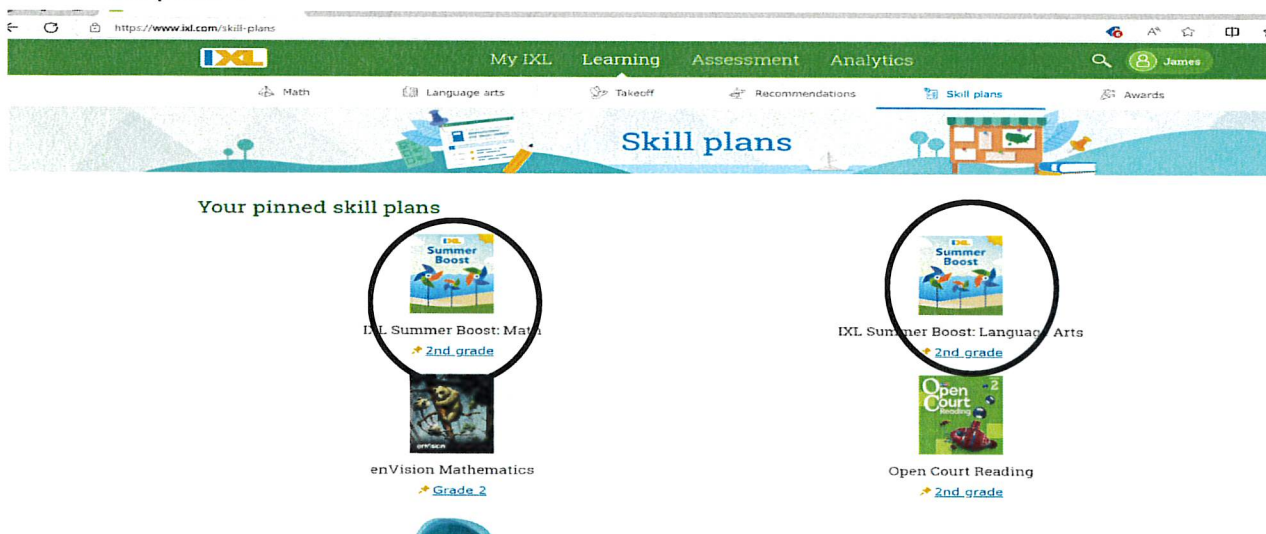 https://www.ixl.com/skill-plans
IXL
My IXL Learning Assessment Analytics
James
Math Language arts Takeoff Recommendations Skill plans Awards
Skill plans
Your pinned skill plans
IXL
Summer
Boost
IXL
Summer
Boost
IXL Summer Boost: Math
IXL Summer Boost: Language Arts
2nd grade
2nd grade
enVision
Open
Court
Reading
2
enVision Mathematics
Open Court Reading
Grade 2
2nd grade